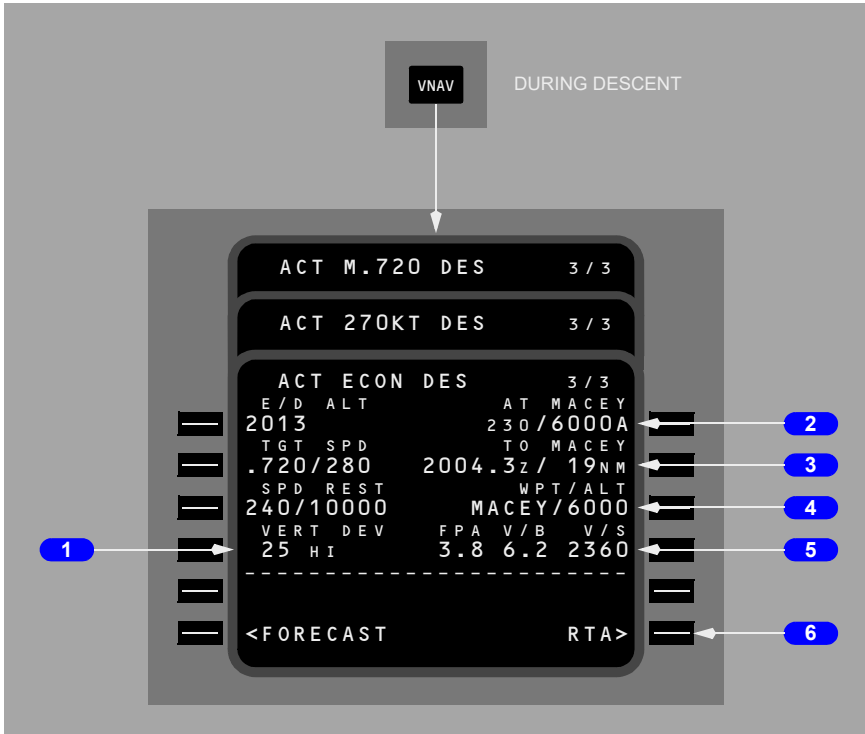 VNAV DURING DESCENT
ACT M.720 DES 3/3
ACT 270KT DES 3/3
ACT ECON DES 3/3
E/D ALT AT MACEY
2013 230/6000A 2
TGT SPD TO MACEY
.720/280 2004.3Z/ 19NM 3
SPD REST WPT/ALT
240/10000 MACEY/6000 4
VERT DEV FPA V/B V/S
1 25 HI 3.8 6.2 2360 5
------------------------
<FORECAST RTA> 6